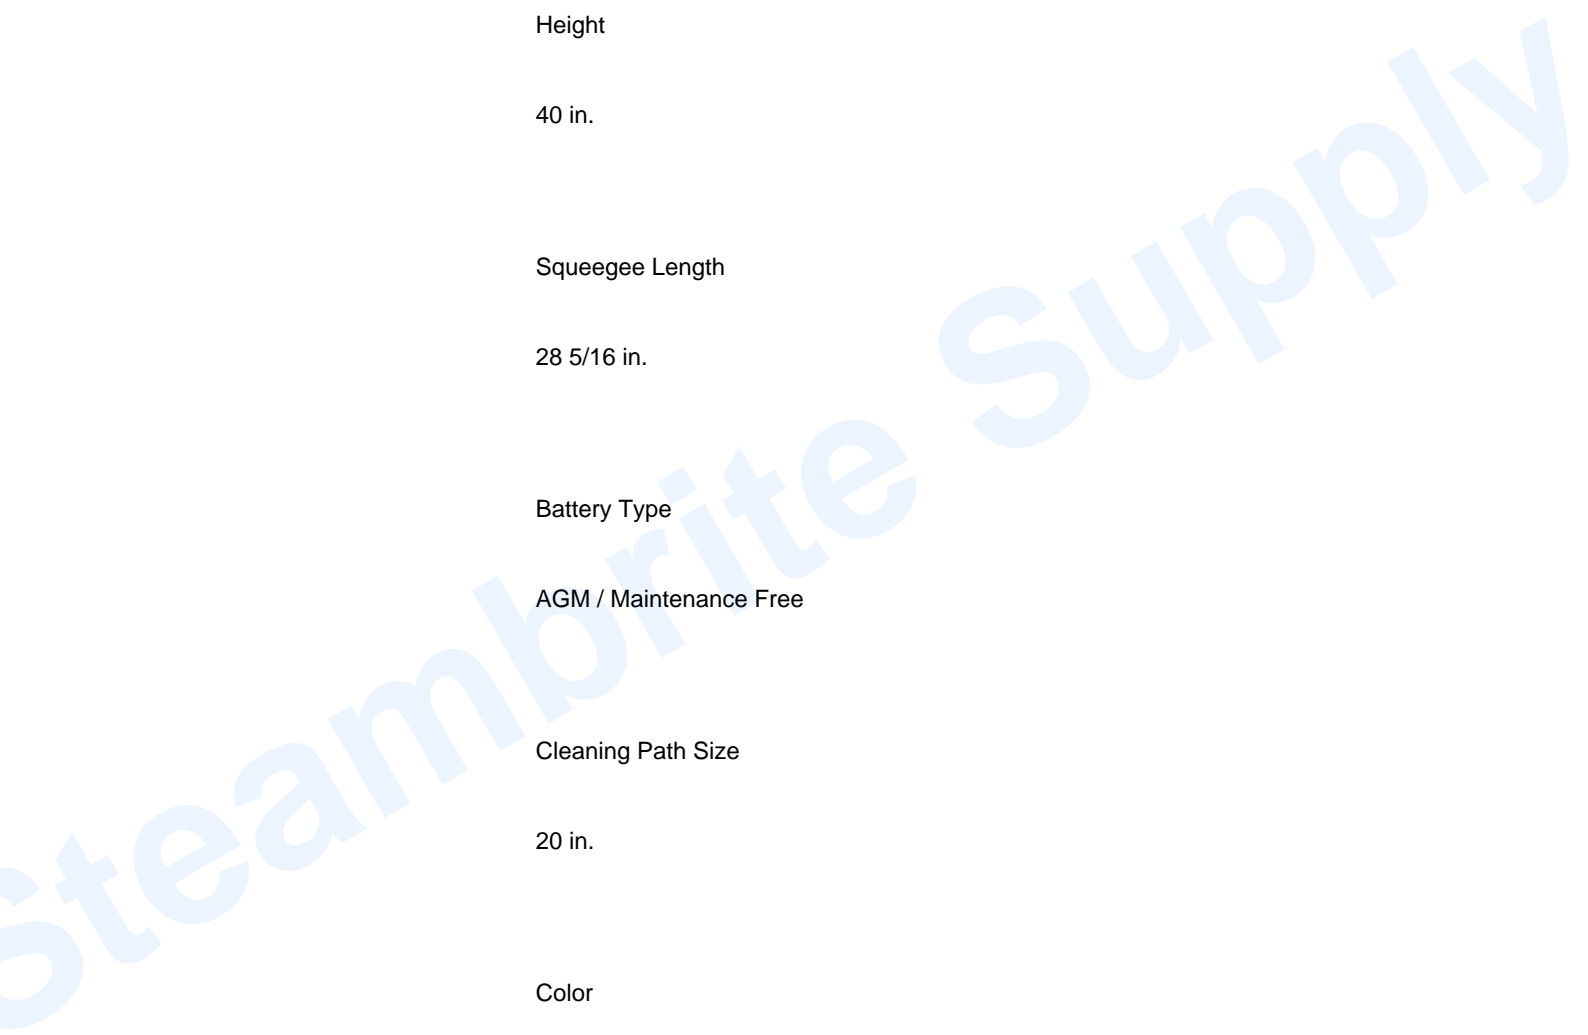 Height
40 in.
Squeegee Length
28 5/16 in.
Battery Type
AGM / Maintenance Free
Cleaning Path Size
20 in.
Color
Steambrite Supply